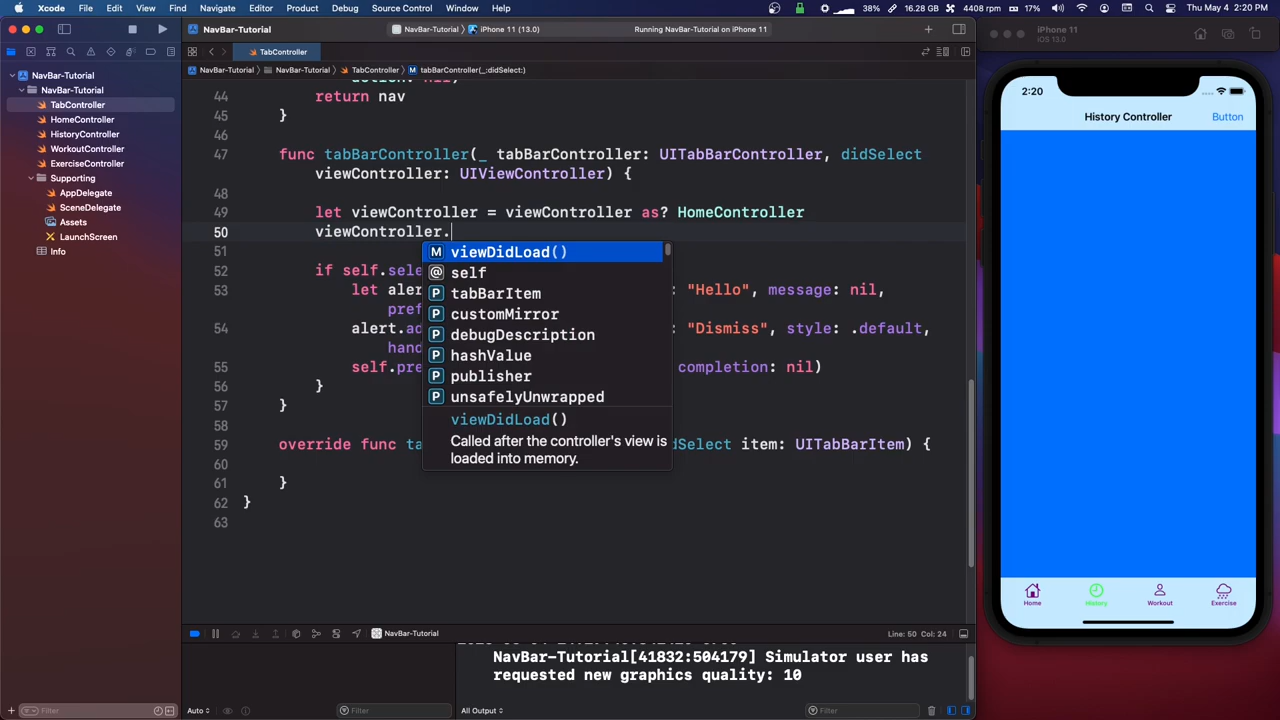 Xcode File Edit View Find Navigate Editor Product Debug Source Control Window Help 38% 16.28 GB 4408 rpm 17% Thu May 4 2:20 PM
NavBar-Tutorial NavBar-Tutorial iPhone 11 (13.0) Running NavBar-Tutorial on iPhone 11
iPhone 11
iOS 13.0
TabController
NavBar-Tutorial NavBar-Tutorial TabController tabBarController(_:didSelect:)
NavBar-Tutorial
NavBar-Tutorial
TabController
HomeController
HistoryController
WorkoutController
ExerciseController
Supporting
AppDelegate
SceneDelegate
Assets
LaunchScreen
Info
44 return nav
45 }
46
47 func tabBarController(_ tabBarController: UITabBarController, didSelect
viewController: UIViewController) {
48
49 let viewController = viewController as? HomeController
50 viewController.
51
52 if self.sele
53 let aler : "Hello", message: nil,
pref
54 alert.ad : "Dismiss", style: .default,
hand
55 self.pre completion: nil)
56 }
57 }
58
59 override func ta dSelect item: UITabBarItem) {
60
61 }
62 }
63
M viewDidLoad()
@ self
P tabBarItem
P customMirror
P debugDescription
P hashValue
P publisher
P unsafelyUnwrapped
viewDidLoad()
Called after the controller's view is
loaded into memory.
NavBar-Tutorial
Line: 50 Col: 24
NavBar-Tutorial[41832:504179] Simulator user has
requested new graphics quality: 10
Filter
Auto
Filter
All Output
Filter
2:20
History Controller
Button
Home
History
Workout
Exercise